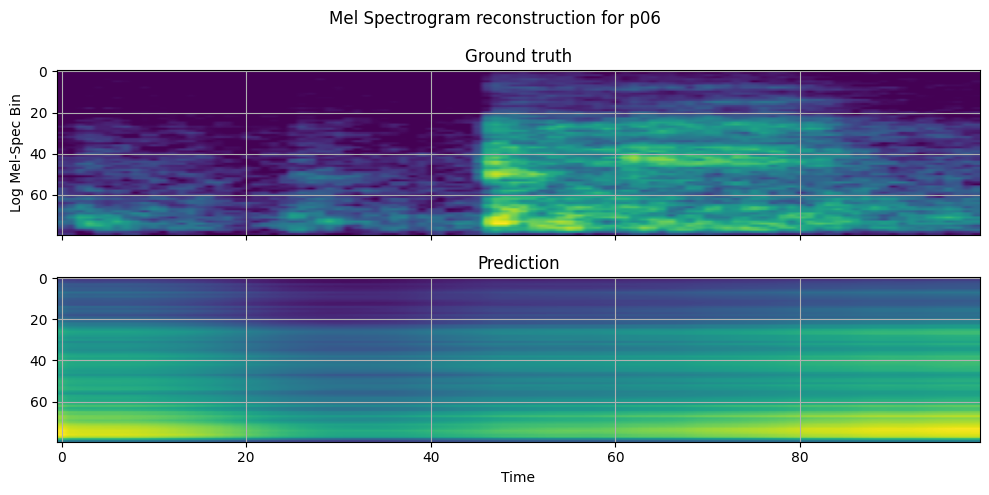 Mel Spectrogram reconstruction for p06
Ground truth
0
20
40
60
Log Mel-Spec Bin
Prediction
0
20
40
60
0 20 40 60 80
Time